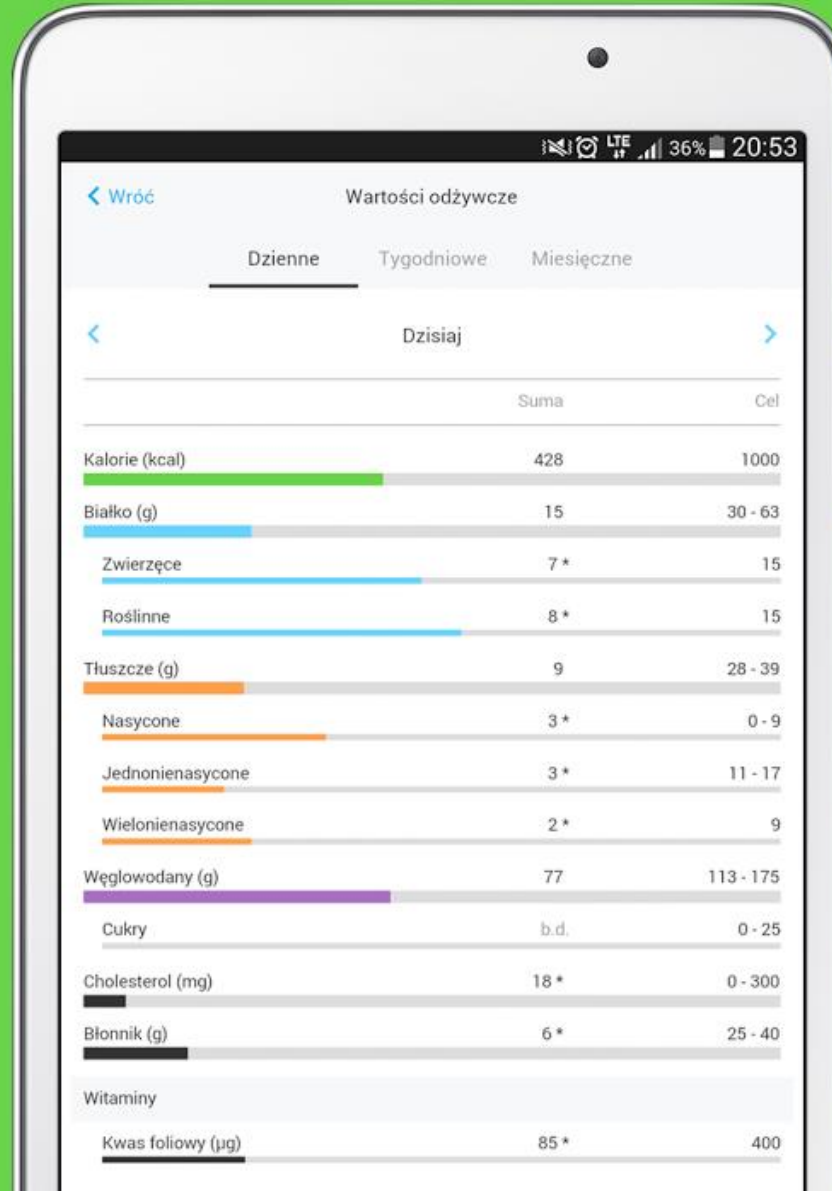 LTE 36% 20:53
Wróć Wartości odżywcze
Dzienne Tygodniowe Miesięczne
Dzisiaj
Suma Cel
Kalorie (kcal) 428 1000
Białko (g) 15 30 - 63
Zwierzęce 7 * 15
Roślinne 8 * 15
Tłuszcze (g) 9 28 - 39
Nasycone 3 * 0 - 9
Jednonienasycone 3 * 11 - 17
Wielonienasycone 2 * 9
Węglowodany (g) 77 113 - 175
Cukry b.d. 0 - 25
Cholesterol (mg) 18 * 0 - 300
Błonnik (g) 6 * 25 - 40
Witaminy
Kwas foliowy (µg) 85 * 400